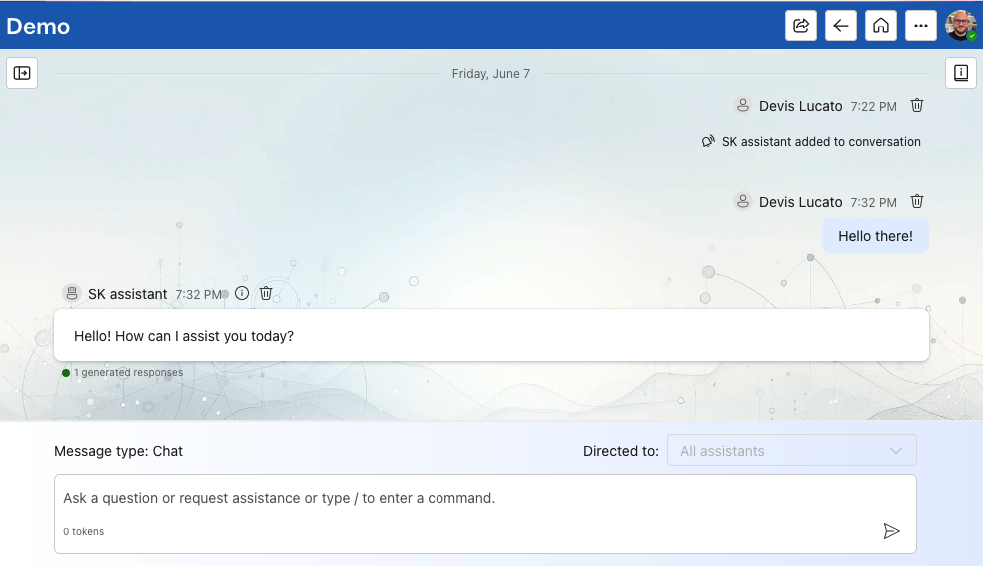 Demo
Friday, June 7
Devis Lucato 7:22 PM
SK assistant added to conversation
Devis Lucato 7:32 PM
Hello there!
SK assistant 7:32 PM
Hello! How can I assist you today?
1 generated responses
Message type: Chat
Directed to: All assistants
Ask a question or request assistance or type / to enter a command.
0 tokens